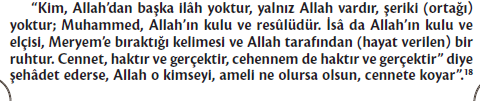 “Kim, Allah’dan başka ilâh yoktur, yalnız Allah vardır, şeriki (ortağı)
yoktur; Muhammed, Allah’ın kulu ve resûlüdür. İsâ da Allah’ın kulu ve
elçisi, Meryem’e bıraktığı kelimesi ve Allah tarafından (hayat verilen) bir
ruhtur. Cennet, haktır ve gerçektir, cehennem de haktır ve gerçektir” diye
şehâdet ederse, Allah o kimseyi, ameli ne olursa olsun, cennete koyar”.¹⁸